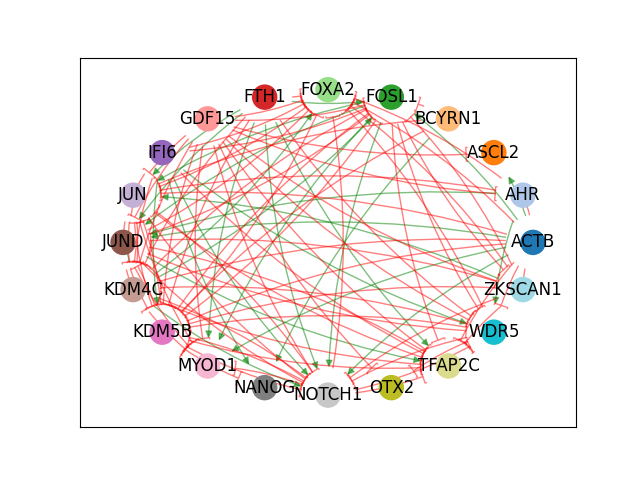 FOXA2
FTH1
FOSL1
GDF15
BCYRN1
IFI6
ASCL2
JUN
AHR
JUND
ACTB
KDM4C
ZKSCAN1
KDM5B
WDR5
MYOD1
TFAP2C
NANOG
OTX2
NOTCH1